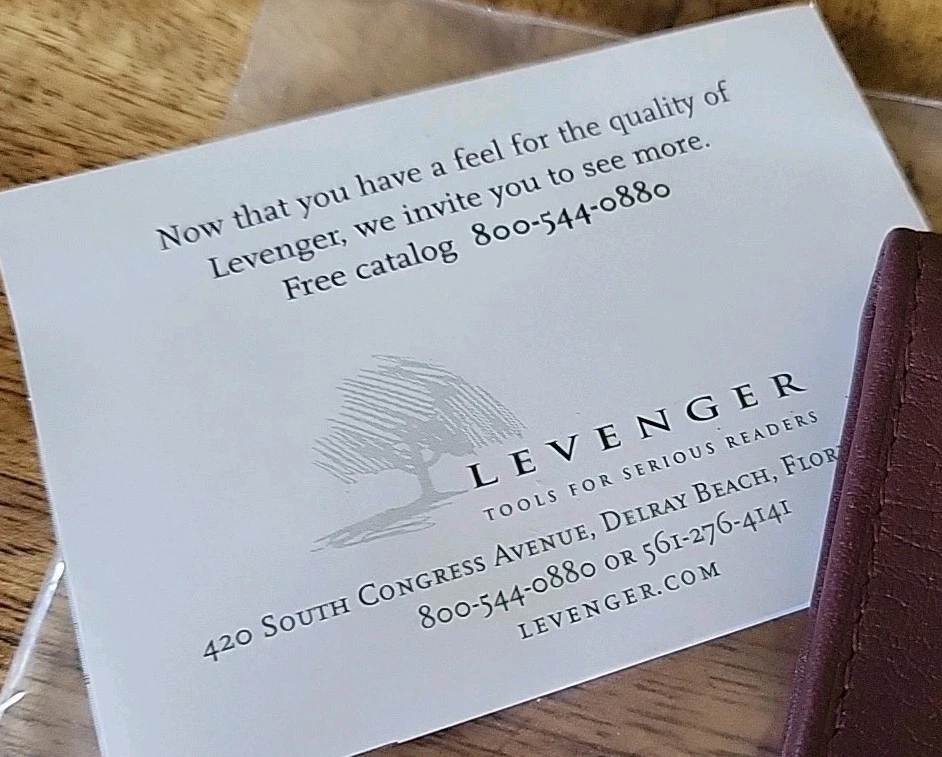 Now that you have a feel for the quality of
Levenger, we invite you to see more.
Free catalog 800-544-0880
LEVENGER
TOOLS FOR SERIOUS READERS
420 SOUTH CONGRESS AVENUE, DELRAY BEACH,
800-544-0880 OR 561-276-4141
LEVENGER.COM